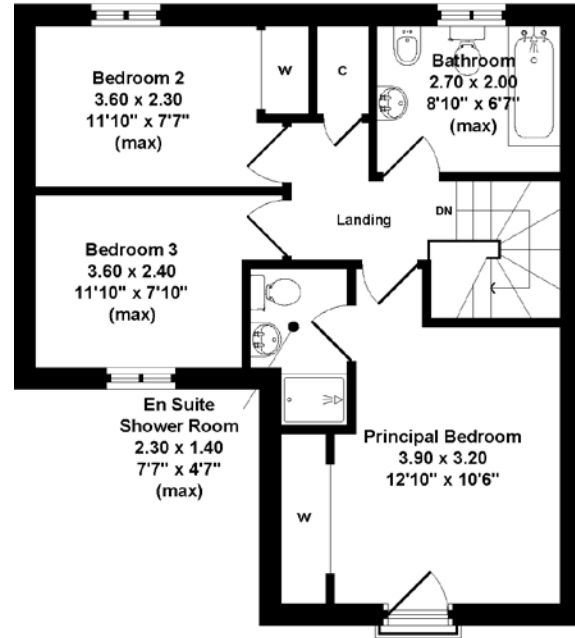 Bedroom 2
3.60 x 2.30
11'10" x 7'7"
(max)
W
C
Bathroom
2.70 x 2.00
8'10" x 6'7"
(max)
Landing
DN
Bedroom 3
3.60 x 2.40
11'10" x 7'10"
(max)
En Suite
Shower Room
2.30 x 1.40
7'7" x 4'7"
(max)
Principal Bedroom
3.90 x 3.20
12'10" x 10'6"
W